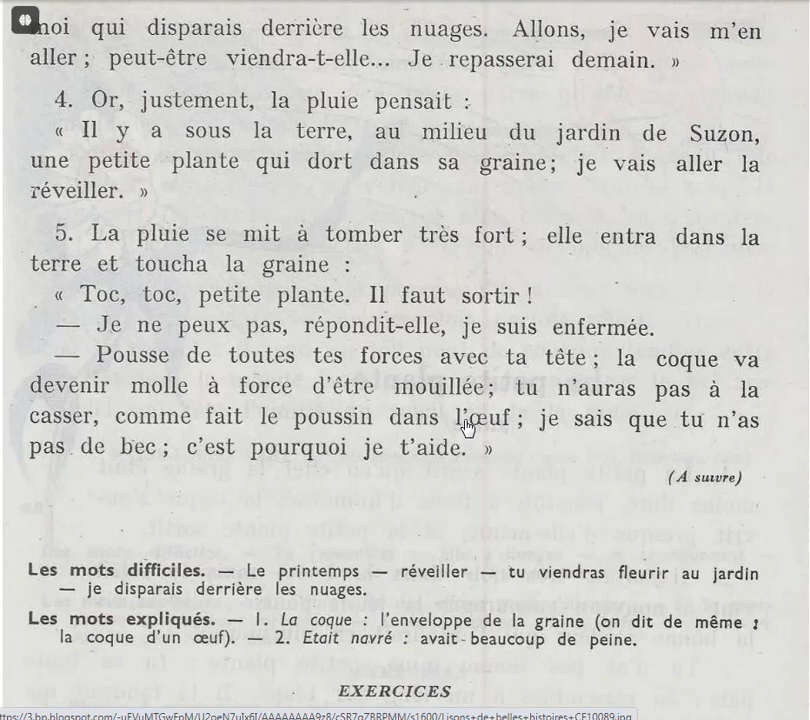 moi qui disparais derrière les nuages. Allons, je vais m'en
aller ; peut-être viendra-t-elle... Je repasserai demain. »
4. Or, justement, la pluie pensait :
« Il y a sous la terre, au milieu du jardin de Suzon,
une petite plante qui dort dans sa graine ; je vais aller la
réveiller. »
5. La pluie se mit à tomber très fort ; elle entra dans la
terre et toucha la graine :
« Toc, toc, petite plante. Il faut sortir !
— Je ne peux pas, répondit-elle, je suis enfermée.
— Pousse de toutes tes forces avec ta tête ; la coque va
devenir molle à force d'être mouillée ; tu n'auras pas à la
casser, comme fait le poussin dans l'œuf ; je sais que tu n'as
pas de bec ; c'est pourquoi je t'aide. »
(A suivre)
Les mots difficiles. — Le printemps — réveiller — tu viendras fleurir au jardin
— je disparais derrière les nuages.
Les mots expliqués. — 1. La coque : l'enveloppe de la graine (on dit de même :
la coque d'un œuf). — 2. Etait navré : avait beaucoup de peine.
EXERCICES